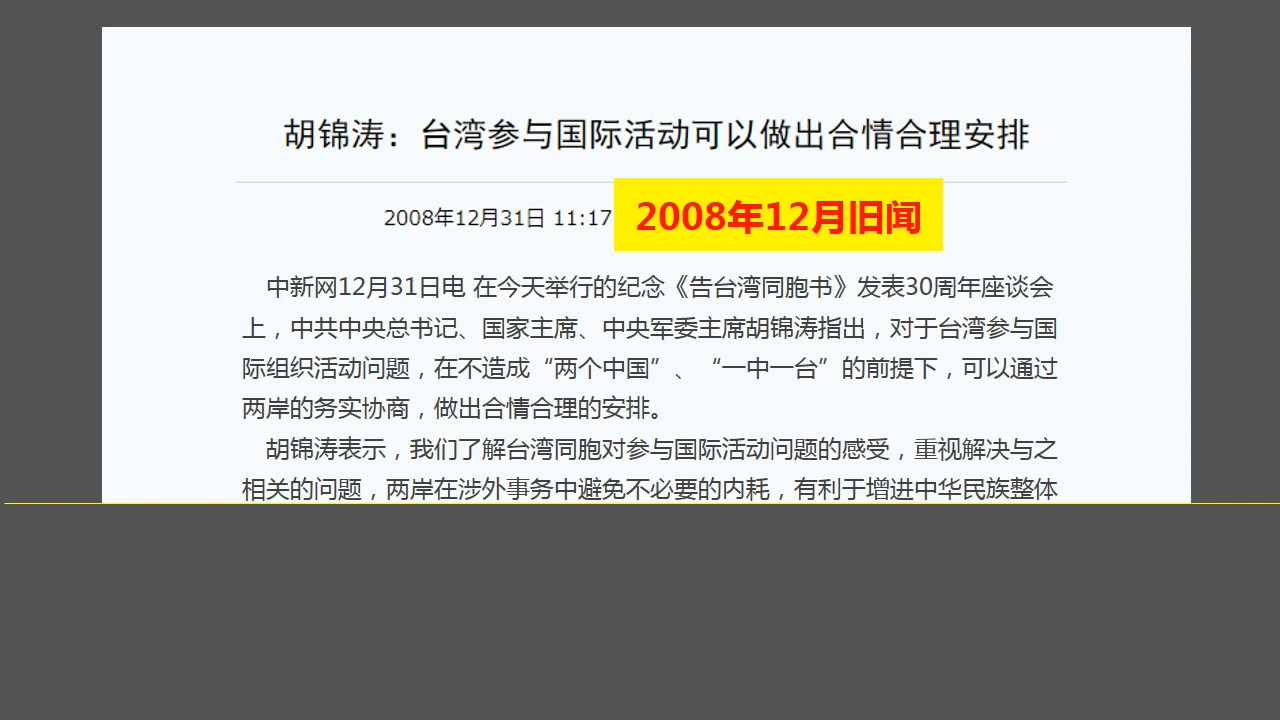 胡锦涛：台湾参与国际活动可以做出合情合理安排
2008年12月31日 11:17
2008年12月旧闻
中新网12月31日电 在今天举行的纪念《告台湾同胞书》发表30周年座谈会
上，中共中央总书记、国家主席、中央军委主席胡锦涛指出，对于台湾参与国
际组织活动问题，在不造成“两个中国”、“一中一台”的前提下，可以通过
两岸的务实协商，做出合情合理的安排。
胡锦涛表示，我们了解台湾同胞对参与国际活动问题的感受，重视解决与之
相关的问题，两岸在涉外事务中避免不必要的内耗，有利于增进中华民族整体